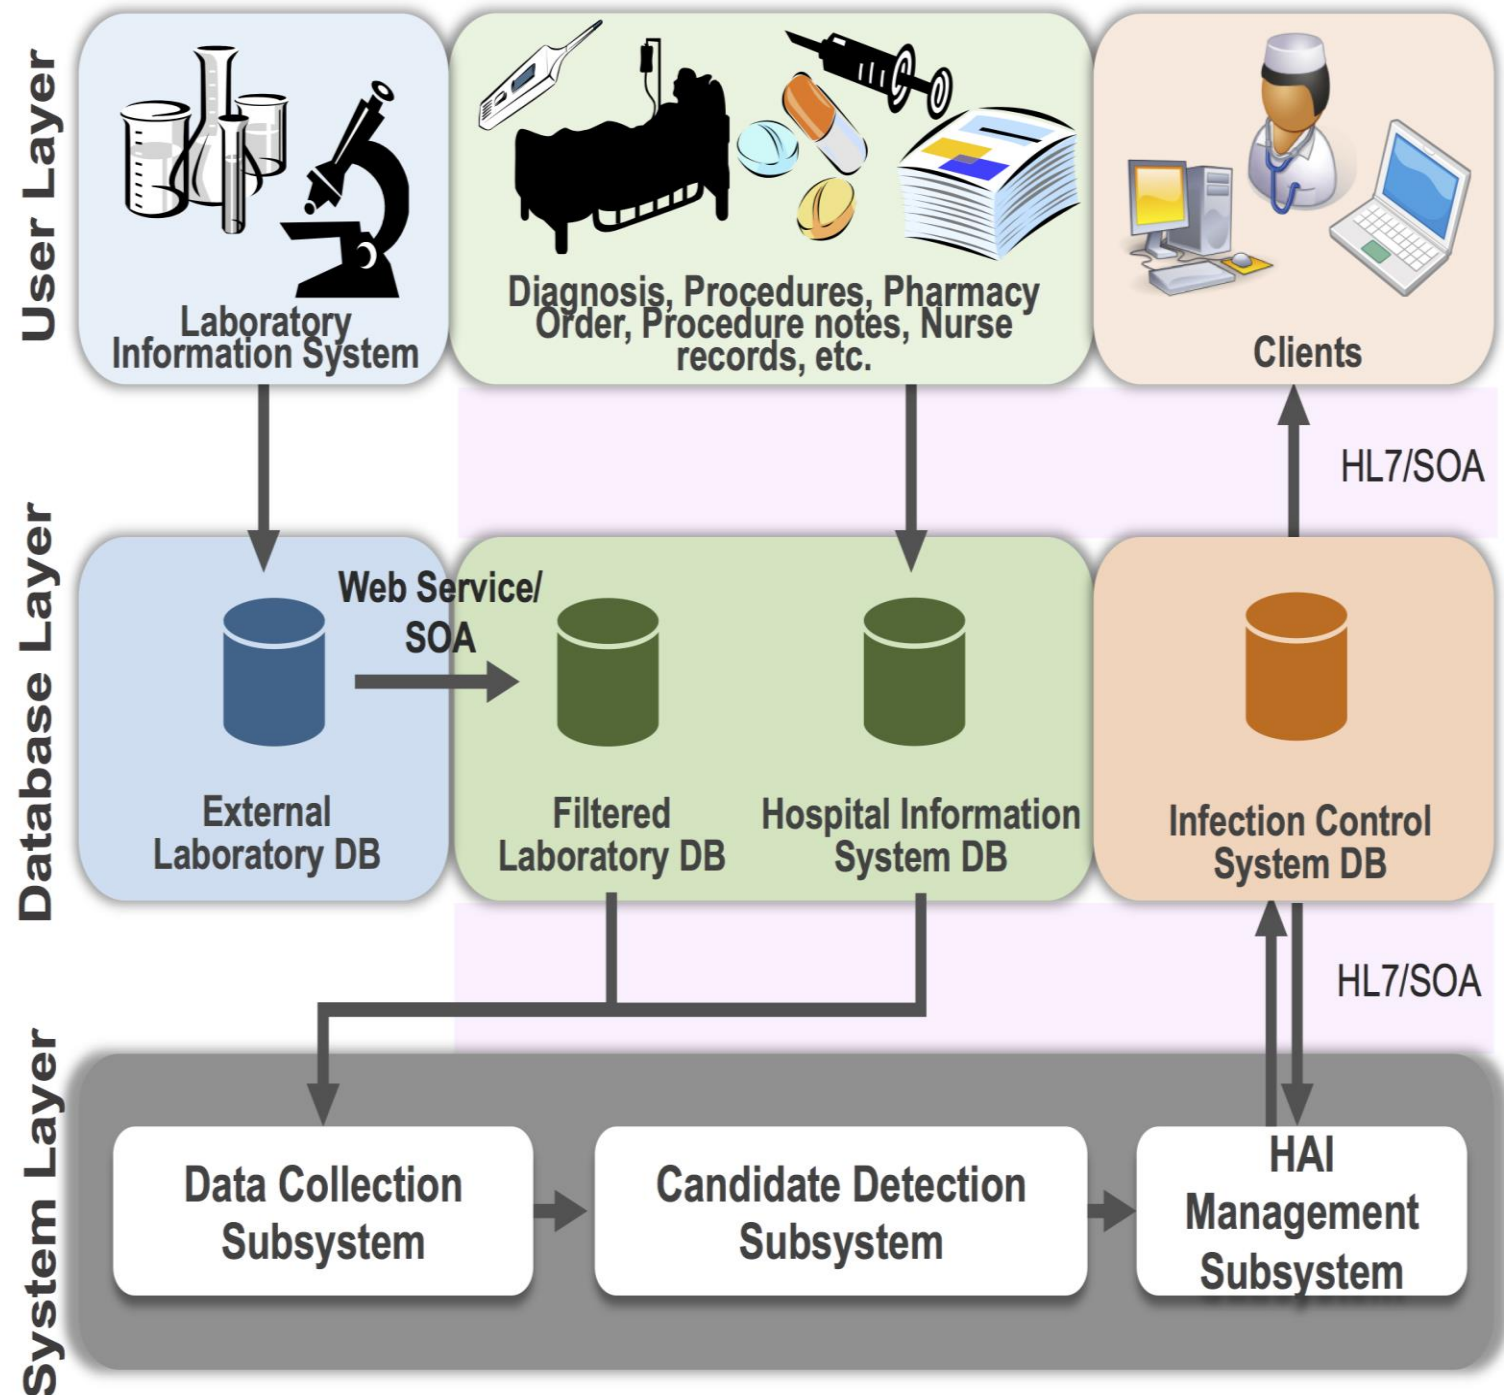 User Layer
Laboratory
Information System
Diagnosis, Procedures, Pharmacy
Order, Procedure notes, Nurse
records, etc.
Clients
HL7/SOA
Database Layer
Web Service/
SOA
External
Laboratory DB
Filtered
Laboratory DB
Hospital Information
System DB
Infection Control
System DB
HL7/SOA
System Layer
Data Collection
Subsystem
Candidate Detection
Subsystem
HAI
Management
Subsystem